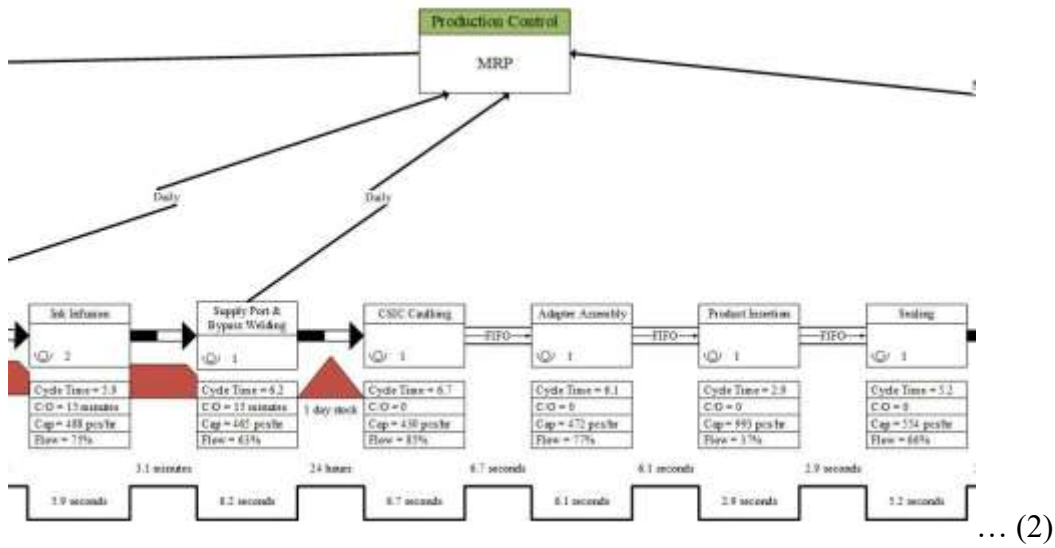 Production Control
MRP
Daily
Daily
Ink Infusion
2
Cycle Time = 5.9
C/O = 15 minutes
Cap = 488 pcs/hr
Flow = 75%
Supply Port &
Bypass Welding
1
Cycle Time = 6.2
C/O = 15 minutes
Cap = 465 pcs/hr
Flow = 63%
1 day stock
CSIC Caulking
1
Cycle Time = 6.7
C/O = 0
Cap = 430 pcs/hr
Flow = 85%
FIFO
Adapter Assembly
1
Cycle Time = 6.1
C/O = 0
Cap = 472 pcs/hr
Flow = 77%
FIFO
Product Insertion
1
Cycle Time = 2.9
C/O = 0
Cap = 993 pcs/hr
Flow = 37%
FIFO
Sealing
1
Cycle Time = 5.2
C/O = 0
Cap = 554 pcs/hr
Flow = 66%
3.1 minutes
24 hours
6.7 seconds
6.1 seconds
2.9 seconds
5.9 seconds
6.2 seconds
6.7 seconds
6.1 seconds
2.9 seconds
5.2 seconds
… (2)